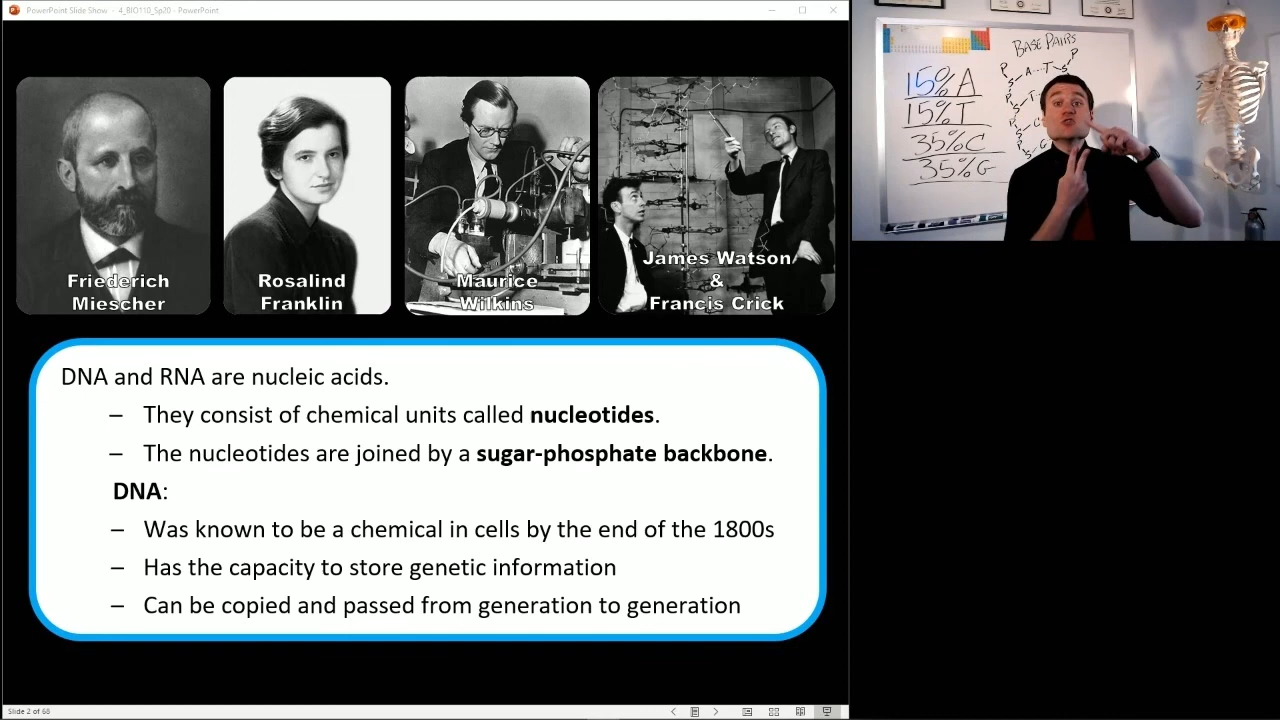 PowerPoint Slide Show - 4_BIO110_Sp20 - PowerPoint
Friederich
Miescher
Rosalind
Franklin
Maurice
Wilkins
James Watson
&
Francis Crick
DNA and RNA are nucleic acids.
– They consist of chemical units called nucleotides.
– The nucleotides are joined by a sugar-phosphate backbone.
DNA:
– Was known to be a chemical in cells by the end of the 1800s
– Has the capacity to store genetic information
– Can be copied and passed from generation to generation
Slide 2 of 68
BASE PAIRS
15% A
15% T
35% C
35% G
P
P
S-A...T-S